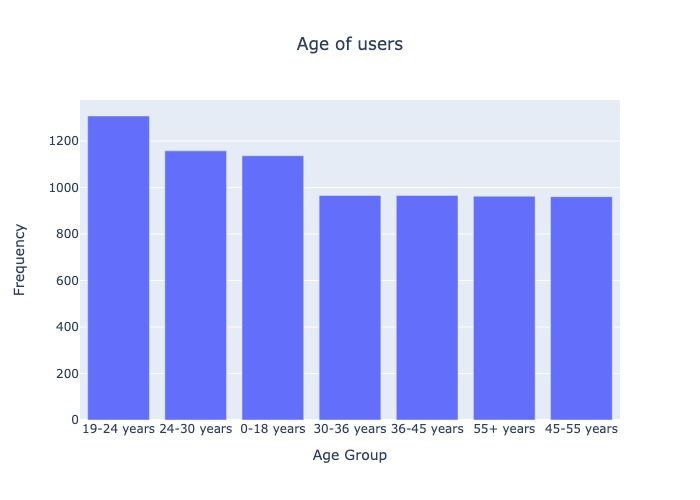 Age of users
1200
1000
800
600
400
200
0
Frequency
19-24 years 24-30 years 0-18 years 30-36 years 36-45 years 55+ years 45-55 years
Age Group